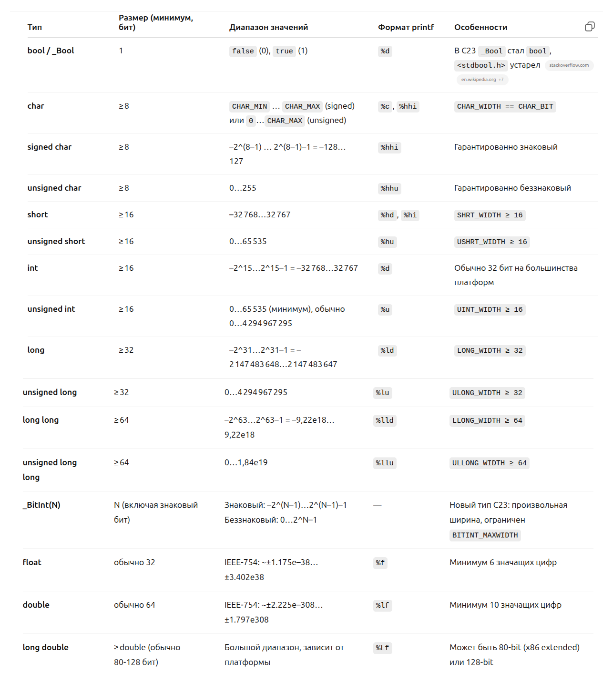 Тип Размер (минимум, бит) Диапазон значений Формат printf Особенности
bool / _Bool 1 false (0), true (1) %d В C23 _Bool стал bool,
<stdbool.h> устарел stackoverflow.com
en.wikipedia.org +1
char ≥ 8 CHAR_MIN … CHAR_MAX (signed) %c, %hhi CHAR_WIDTH == CHAR_BIT
или 0…CHAR_MAX (unsigned)
signed char ≥ 8 –2^(8–1) … 2^(8–1)–1 = –128… %hhi Гарантированно знаковый
127
unsigned char ≥ 8 0…255 %hhu Гарантированно беззнаковый
short ≥ 16 –32 768…32 767 %hd, %hi SHRT_WIDTH ≥ 16
unsigned short ≥ 16 0…65 535 %hu USHRT_WIDTH ≥ 16
int ≥ 16 –2^15…2^15–1 = –32 768…32 767 %d Обычно 32 бит на большинства
платформ
unsigned int ≥ 16 0…65 535 (минимум), обычно %u UINT_WIDTH ≥ 16
0…4 294 967 295
long ≥ 32 –2^31…2^31–1 = – %ld LONG_WIDTH ≥ 32
2 147 483 648…2 147 483 647
unsigned long ≥ 32 0…4 294 967 295 %lu ULONG_WIDTH ≥ 32
long long ≥ 64 –2^63…2^63–1 = –9,22e18… %lld LLONG_WIDTH ≥ 64
9,22e18
unsigned long ≥ 64 0…1,84e19 %llu ULLONG_WIDTH ≥ 64
long
_BitInt(N) N (включая знаковый Знаковый: –2^(N–1)…2^(N–1)–1 — Новый тип C23: произвольная
бит) Беззнаковый: 0…2^N–1 ширина, ограничен
BITINT_MAXWIDTH
float обычно 32 IEEE-754: ~±1.175e–38… %f Минимум 6 значащих цифр
±3.402e38
double обычно 64 IEEE-754: ~±2.225e–308… %lf Минимум 10 значащих цифр
±1.797e308
long double > double (обычно Большой диапазон, зависит от %Lf Может быть 80-bit (x86 extended)
80-128 бит) платформы или 128-bit